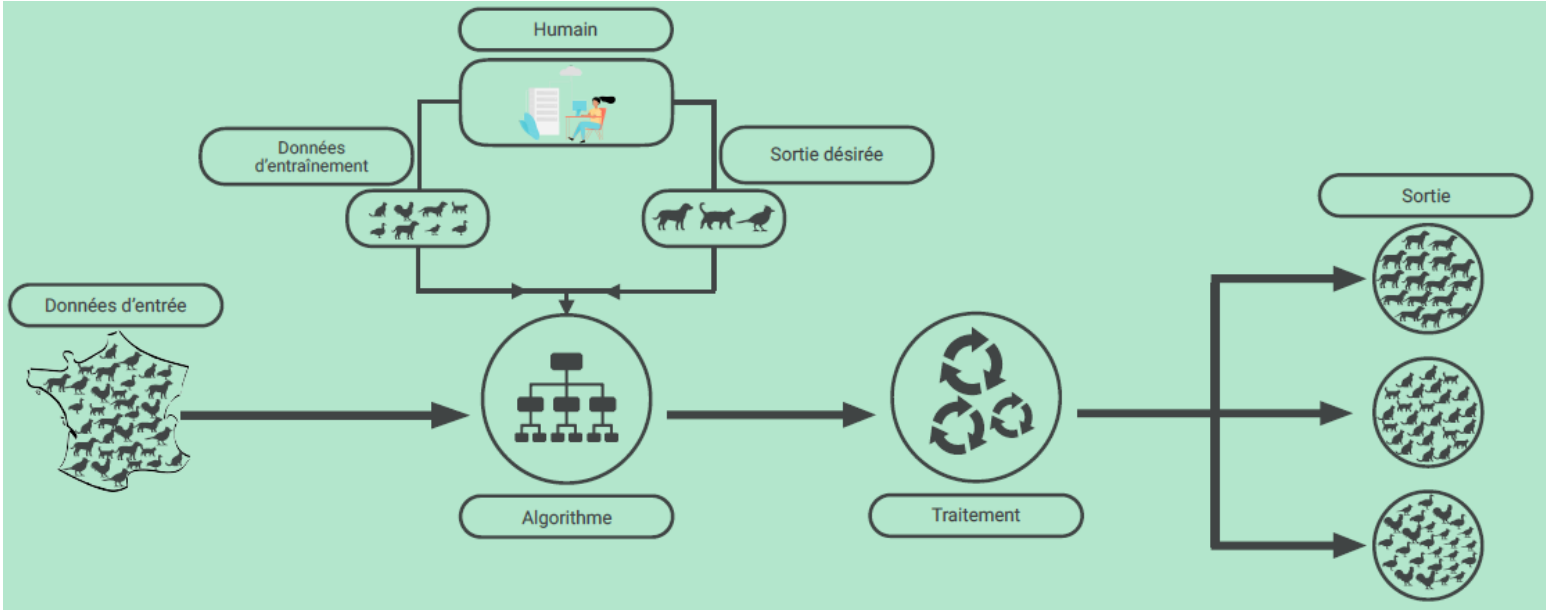 Humain
Données
d'entraînement
Sortie désirée
Sortie
Données d'entrée
Algorithme
Traitement